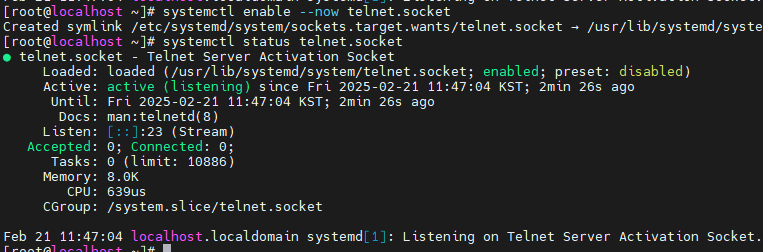 [root@localhost ~]# systemctl enable --now telnet.socket
Created symlink /etc/systemd/system/sockets.target.wants/telnet.socket → /usr/lib/systemd/syste
[root@localhost ~]# systemctl status telnet.socket
● telnet.socket - Telnet Server Activation Socket
Loaded: loaded (/usr/lib/systemd/system/telnet.socket; enabled; preset: disabled)
Active: active (listening) since Fri 2025-02-21 11:47:04 KST; 2min 26s ago
Until: Fri 2025-02-21 11:47:04 KST; 2min 26s ago
Docs: man:telnetd(8)
Listen: [::]:23 (Stream)
Accepted: 0; Connected: 0;
Tasks: 0 (limit: 10886)
Memory: 8.0K
CPU: 639us
CGroup: /system.slice/telnet.socket
Feb 21 11:47:04 localhost.localdomain systemd[1]: Listening on Telnet Server Activation Socket.
[root@localhost ~]#